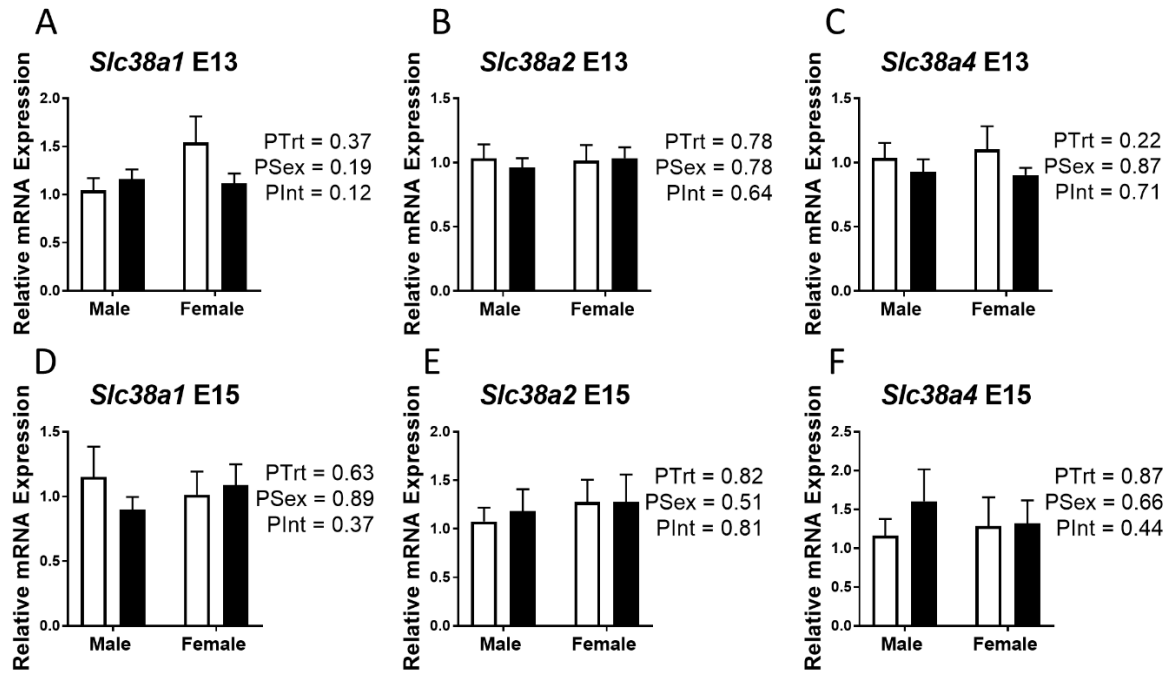 A
Slc38a1 E13
Relative mRNA Expression
2.0
1.5
1.0
0.5
0.0
Male Female
PTrt = 0.37
PSex = 0.19
PInt = 0.12
B
Slc38a2 E13
Relative mRNA Expression
1.5
1.0
0.5
0.0
Male Female
PTrt = 0.78
PSex = 0.78
PInt = 0.64
C
Slc38a4 E13
Relative mRNA Expression
1.5
1.0
0.5
0.0
Male Female
PTrt = 0.22
PSex = 0.87
PInt = 0.71
D
Slc38a1 E15
Relative mRNA Expression
1.5
1.0
0.5
0.0
Male Female
PTrt = 0.63
PSex = 0.89
PInt = 0.37
E
Slc38a2 E15
Relative mRNA Expression
2.0
1.5
1.0
0.5
0.0
Male Female
PTrt = 0.82
PSex = 0.51
PInt = 0.81
F
Slc38a4 E15
Relative mRNA Expression
2.5
2.0
1.5
1.0
0.5
0.0
Male Female
PTrt = 0.87
PSex = 0.66
PInt = 0.44